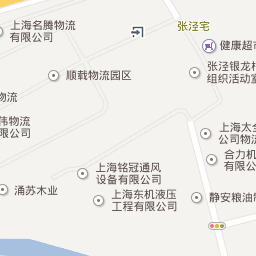 上海名腾物流
有限公司
张泾宅
健康超市
张泾银龙村
组织活动室
顺载物流园区
物流
伟物流
有限公司
上海太全
公司物流
合力机
有限公司
上海铭冠通风
设备有限公司
涌苏木业
上海东机液压
工程有限公司
静安粮油制